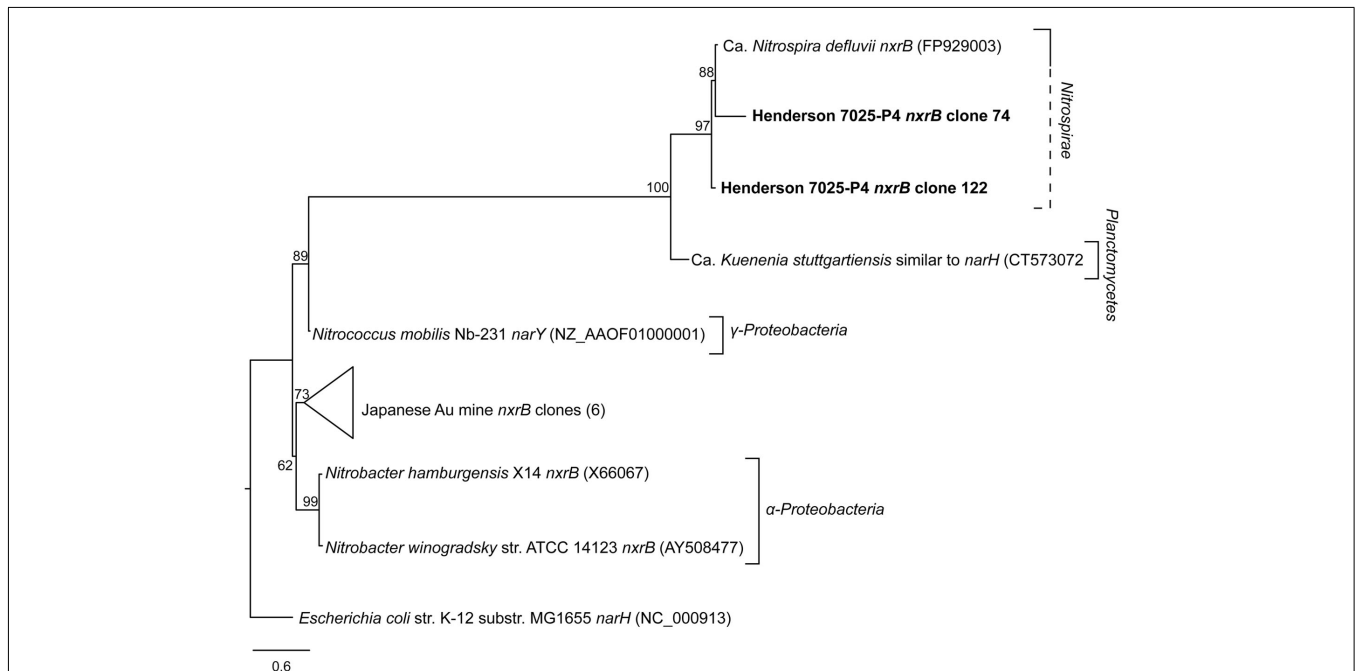 Ca. Nitrospira defluvii nxrB (FP929003)
88
Henderson 7025-P4 nxrB clone 74
97
Nitrospirae
Henderson 7025-P4 nxrB clone 122
100
Ca. Kuenenia stuttgartiensis similar to narH (CT573072
Planctomycetes
89
Nitrococcus mobilis Nb-231 narY (NZ_AAOF01000001)
γ-Proteobacteria
73
Japanese Au mine nxrB clones (6)
62
Nitrobacter hamburgensis X14 nxrB (X66067)
99
α-Proteobacteria
Nitrobacter winogradsky str. ATCC 14123 nxrB (AY508477)
Escherichia coli str. K-12 substr. MG1655 narH (NC_000913)
0.6